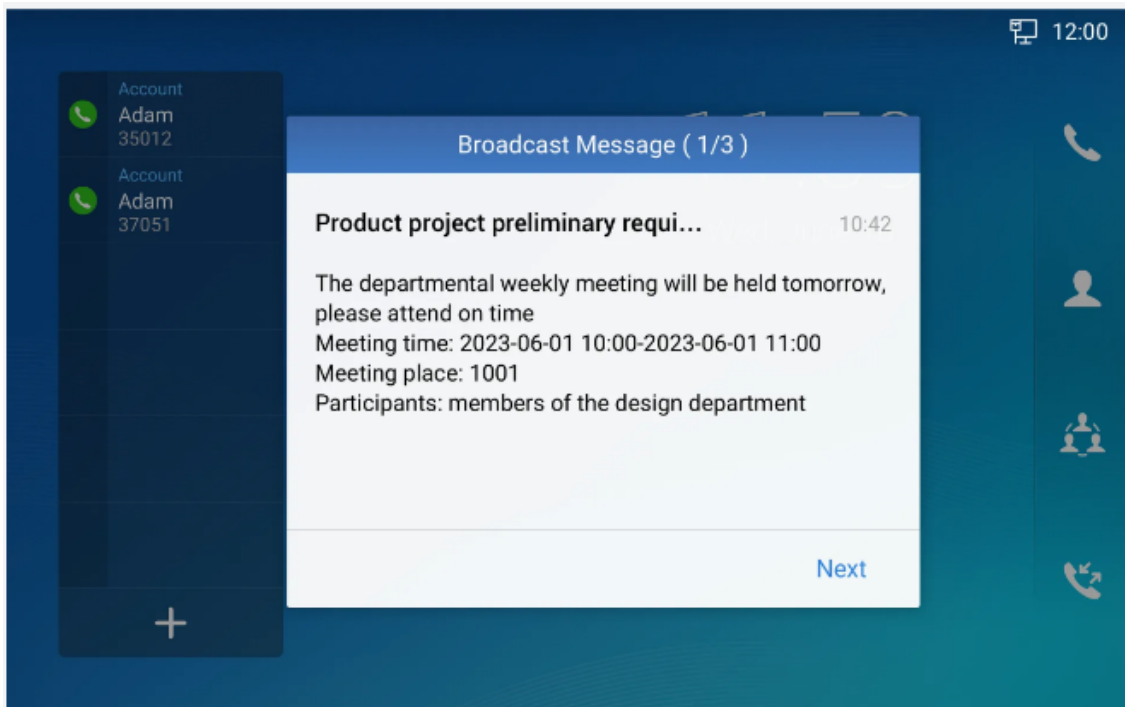 12:00
Account
Adam
35012
Account
Adam
37051
Broadcast Message ( 1/3 )
Product project preliminary requi...
10:42
The departmental weekly meeting will be held tomorrow,
please attend on time
Meeting time: 2023-06-01 10:00-2023-06-01 11:00
Meeting place: 1001
Participants: members of the design department
Next